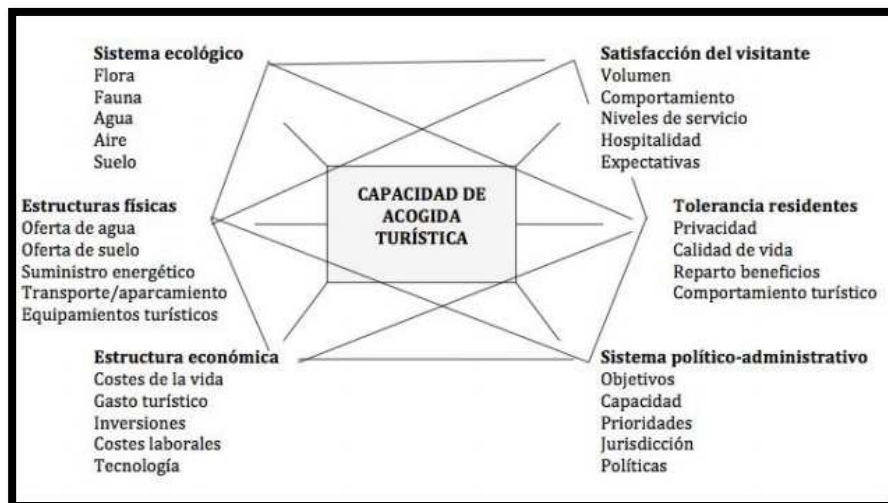 Sistema ecológico
Flora
Fauna
Agua
Aire
Suelo
Satisfacción del visitante
Volumen
Comportamiento
Niveles de servicio
Hospitalidad
Expectativas
CAPACIDAD DE
ACOGIDA
TURÍSTICA
Estructuras físicas
Oferta de agua
Oferta de suelo
Suministro energético
Transporte/aparcamiento
Equipamientos turísticos
Tolerancia residentes
Privacidad
Calidad de vida
Reparto beneficios
Comportamiento turístico
Estructura económica
Costes de la vida
Gasto turístico
Inversiones
Costes laborales
Tecnología
Sistema político-administrativo
Objetivos
Capacidad
Prioridades
Jurisdicción
Políticas